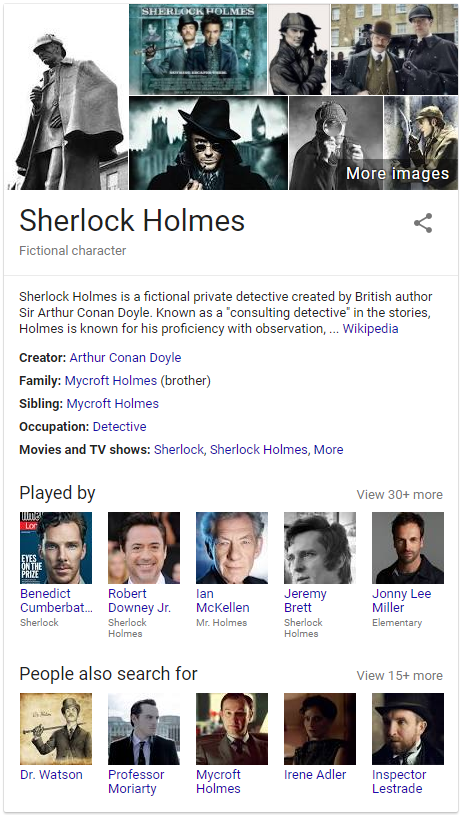 SHERLOCK HOLMES
More images
Sherlock Holmes
Fictional character
Sherlock Holmes is a fictional private detective created by British author
Sir Arthur Conan Doyle. Known as a "consulting detective" in the stories,
Holmes is known for his proficiency with observation, ... Wikipedia
Creator: Arthur Conan Doyle
Family: Mycroft Holmes (brother)
Sibling: Mycroft Holmes
Occupation: Detective
Movies and TV shows: Sherlock, Sherlock Holmes, More
Played by
View 30+ more
Lon
EYES
ON THE
PRIZE
Benedict Robert Ian Jeremy Jonny Lee
Cumberbat... Downey Jr. McKellen Brett Miller
Sherlock Sherlock Mr. Holmes Sherlock Elementary
Holmes Holmes
People also search for
View 15+ more
Dr. Watson Professor Mycroft Irene Adler Inspector
Moriarty Holmes Lestrade